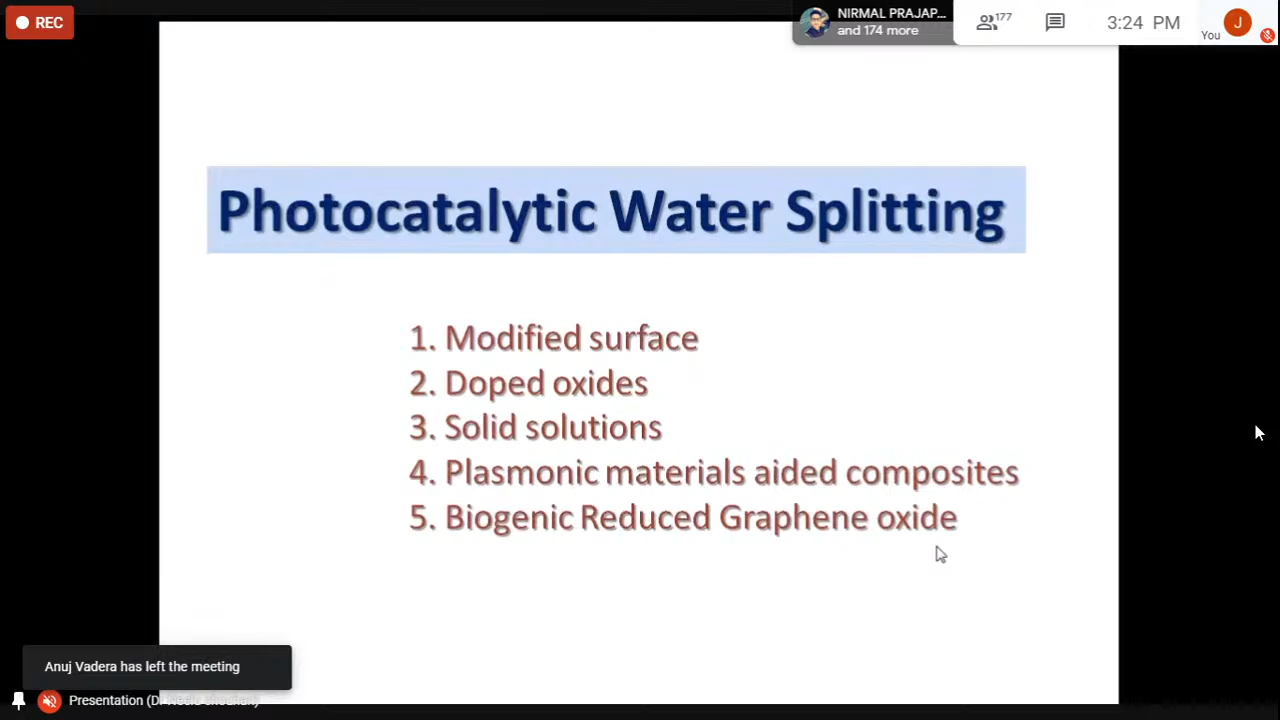 REC
NIRMAL PRAJAP...
and 174 more
177
3:24 PM
J
You
Photocatalytic Water Splitting
1. Modified surface
2. Doped oxides
3. Solid solutions
4. Plasmonic materials aided composites
5. Biogenic Reduced Graphene oxide
Anuj Vadera has left the meeting
Presentation